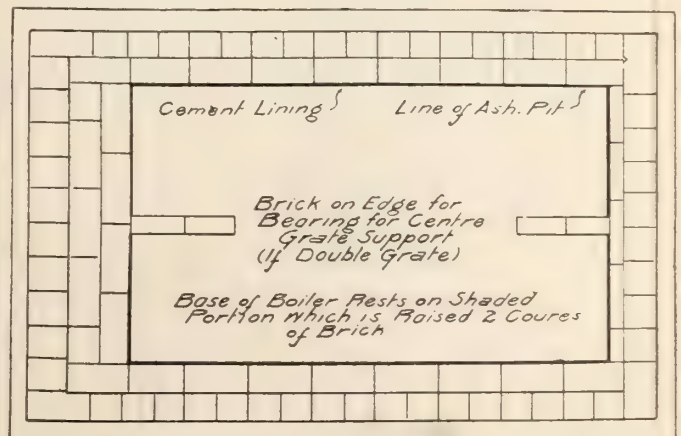 Cement Lining
Line of Ash. Pit
Brick on Edge for
Bearing for Centre
Grate Support
(If Double Grate)
Base of Boiler Rests on Shaded
Portion which is Raised 2 Coures
of Brick